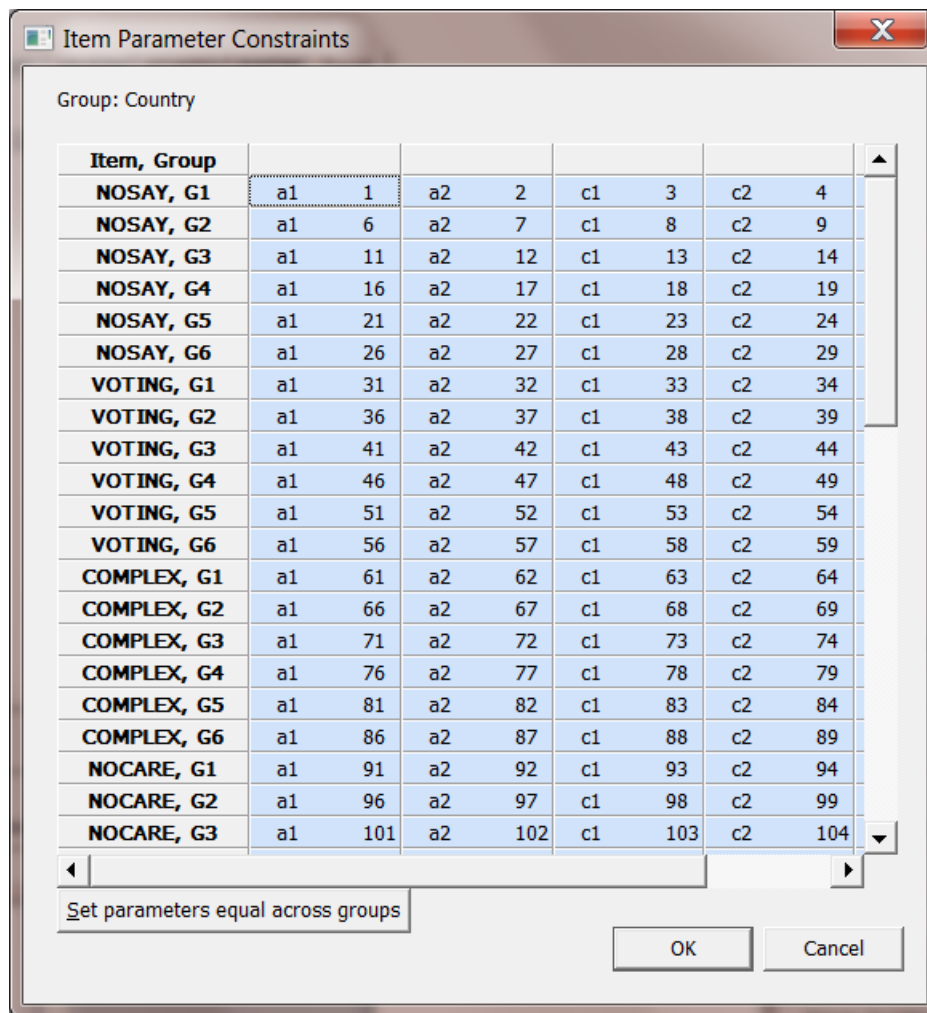 Item Parameter Constraints
X
Group: Country
Item, Group
NOSAY, G1 a1 1 a2 2 c1 3 c2 4
NOSAY, G2 a1 6 a2 7 c1 8 c2 9
NOSAY, G3 a1 11 a2 12 c1 13 c2 14
NOSAY, G4 a1 16 a2 17 c1 18 c2 19
NOSAY, G5 a1 21 a2 22 c1 23 c2 24
NOSAY, G6 a1 26 a2 27 c1 28 c2 29
VOTING, G1 a1 31 a2 32 c1 33 c2 34
VOTING, G2 a1 36 a2 37 c1 38 c2 39
VOTING, G3 a1 41 a2 42 c1 43 c2 44
VOTING, G4 a1 46 a2 47 c1 48 c2 49
VOTING, G5 a1 51 a2 52 c1 53 c2 54
VOTING, G6 a1 56 a2 57 c1 58 c2 59
COMPLEX, G1 a1 61 a2 62 c1 63 c2 64
COMPLEX, G2 a1 66 a2 67 c1 68 c2 69
COMPLEX, G3 a1 71 a2 72 c1 73 c2 74
COMPLEX, G4 a1 76 a2 77 c1 78 c2 79
COMPLEX, G5 a1 81 a2 82 c1 83 c2 84
COMPLEX, G6 a1 86 a2 87 c1 88 c2 89
NOCARE, G1 a1 91 a2 92 c1 93 c2 94
NOCARE, G2 a1 96 a2 97 c1 98 c2 99
NOCARE, G3 a1 101 a2 102 c1 103 c2 104
Set parameters equal across groups
OK Cancel